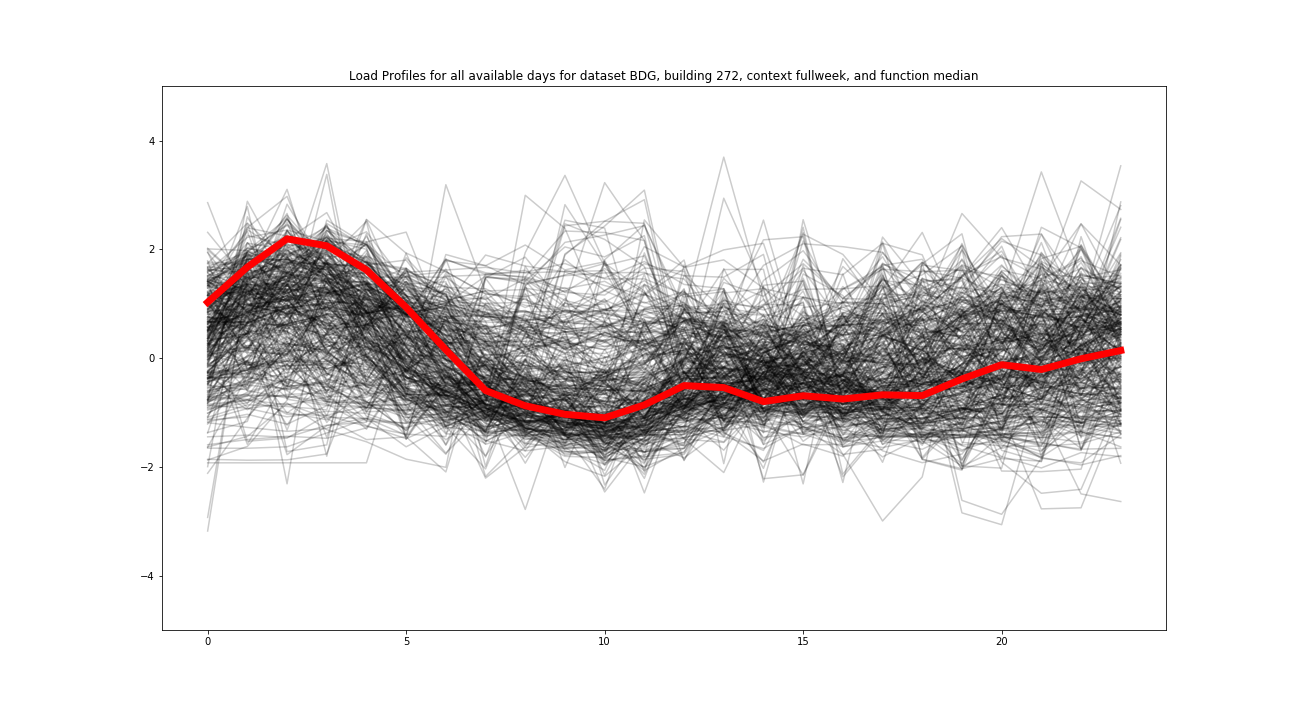 Load Profiles for all available days for dataset BDG, building 272, context fullweek, and function median
4
2
0
−2
−4
0 5 10 15 20